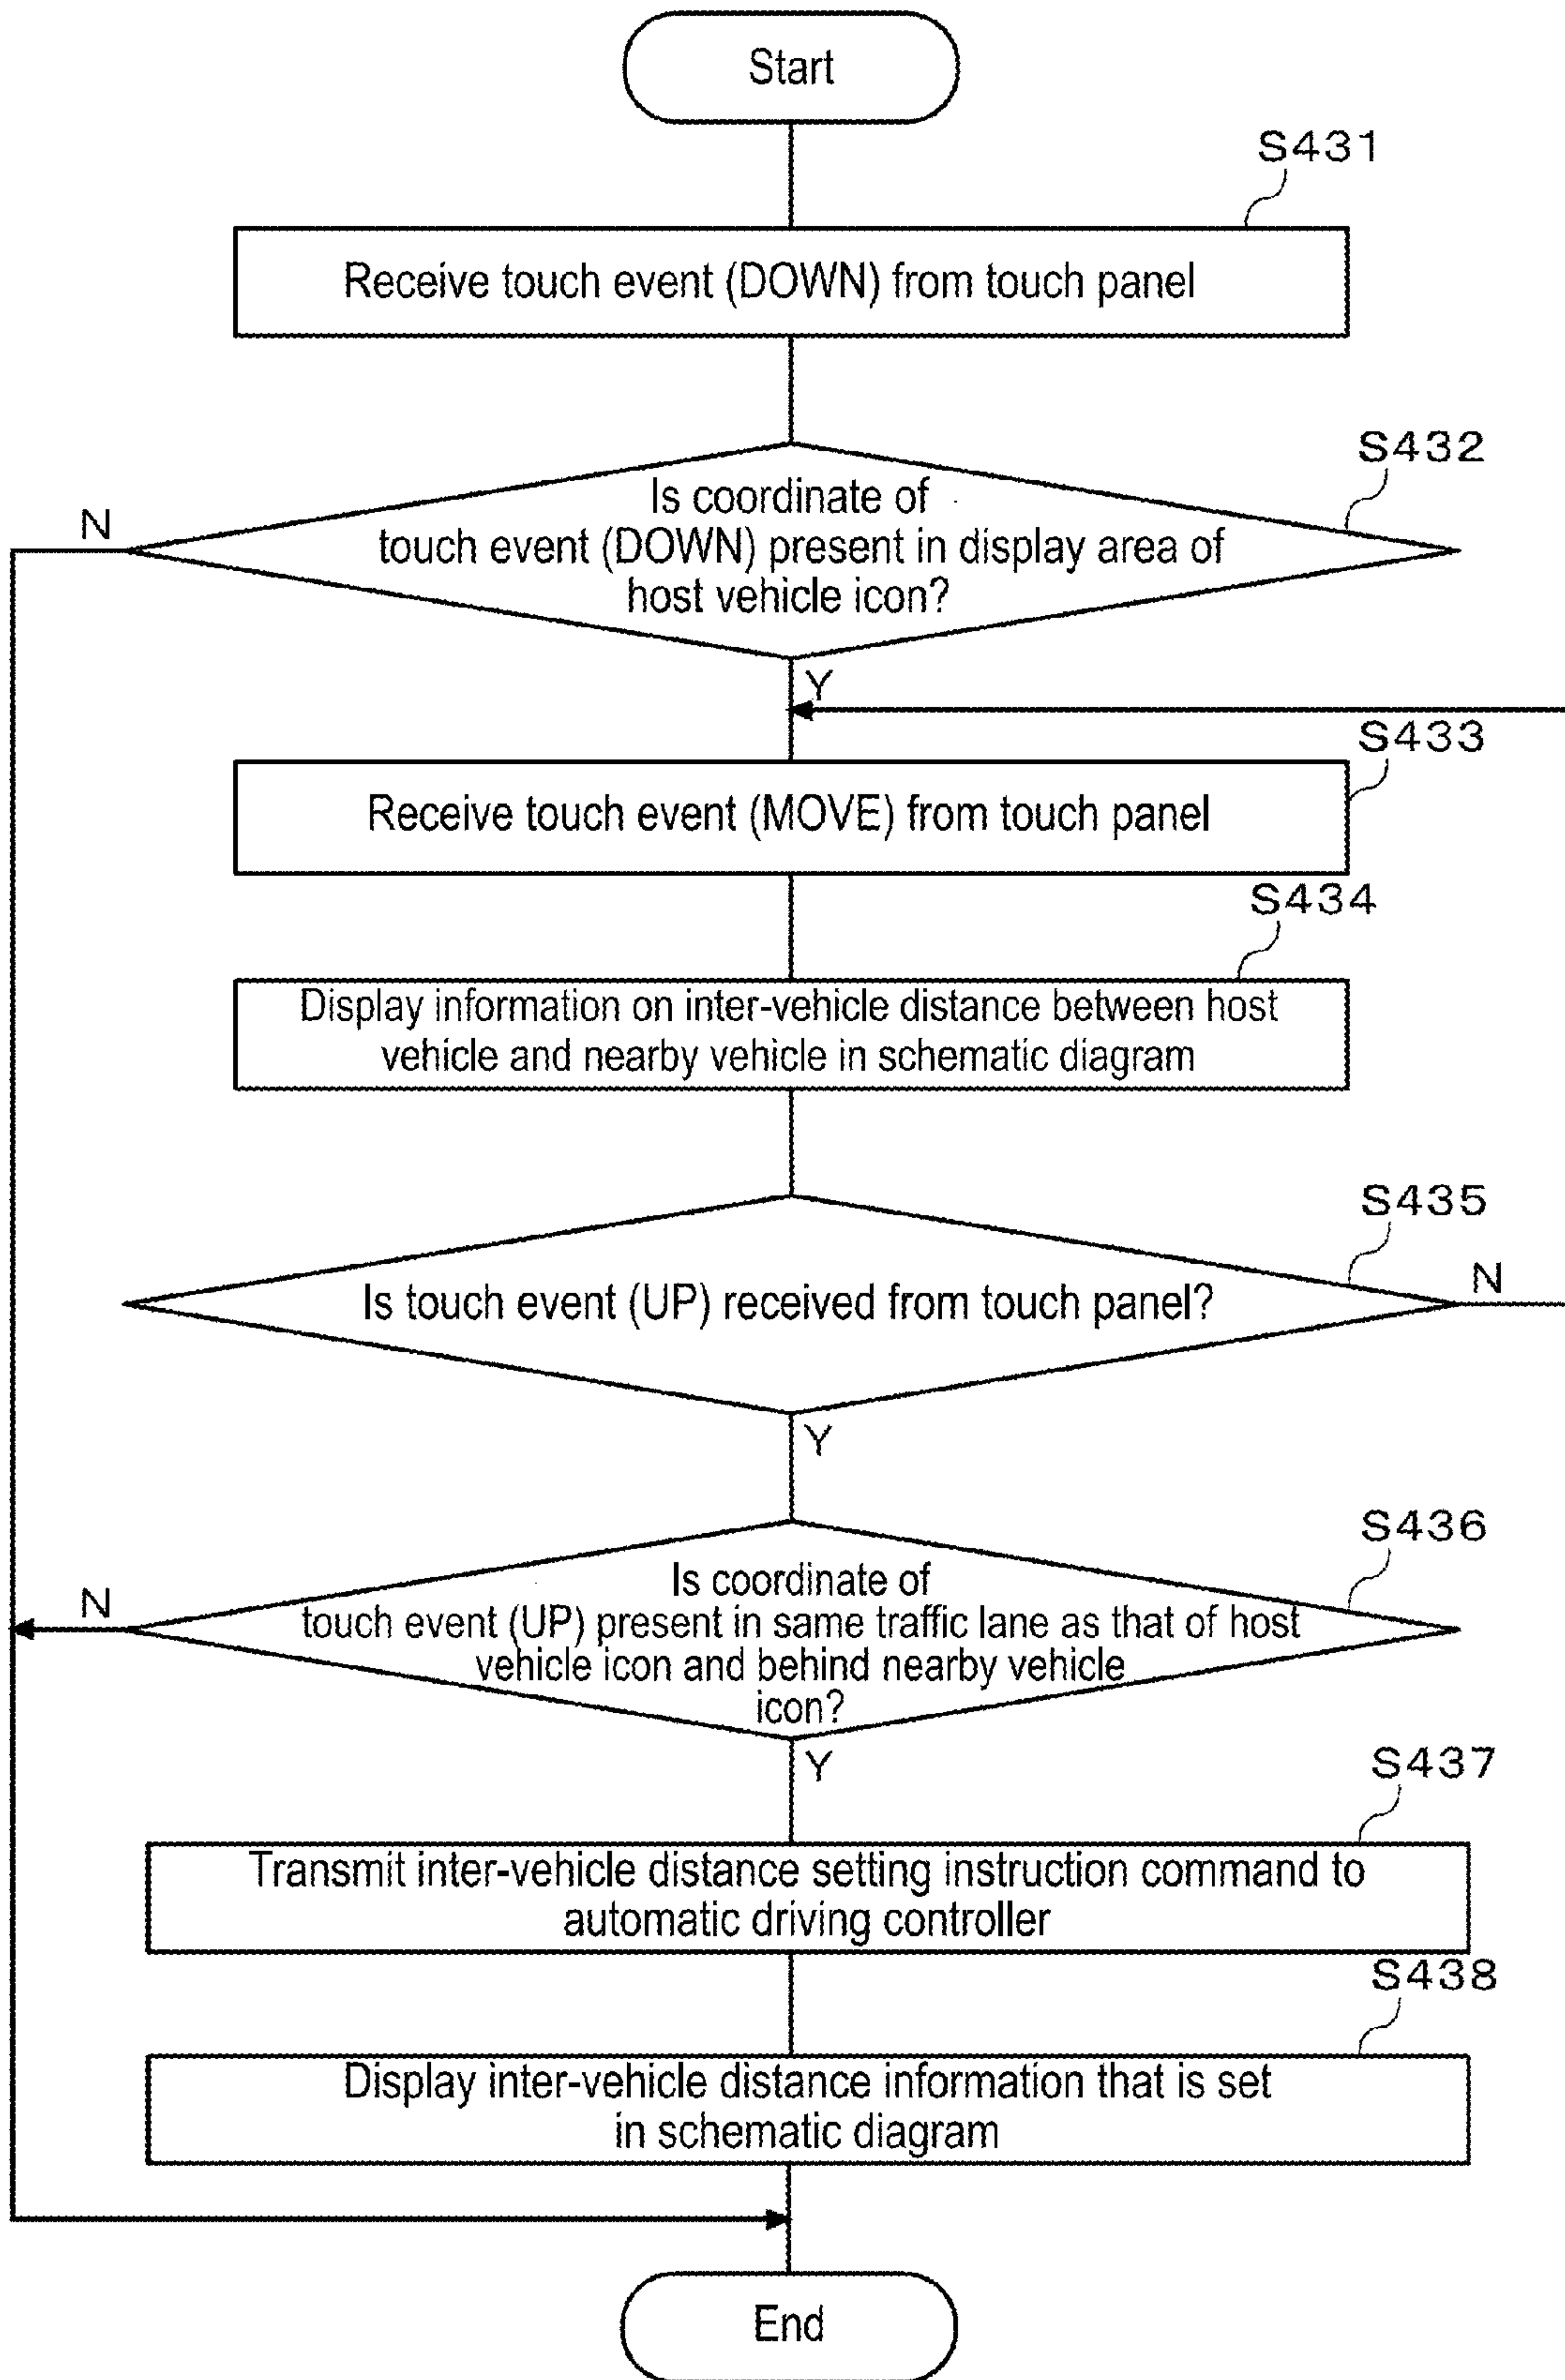 Start
S431
Receive touch event (DOWN) from touch panel
S432
Is coordinate of
touch event (DOWN) present in display area of
host vehicle icon?
N
Y
S433
Receive touch event (MOVE) from touch panel
S434
Display information on inter-vehicle distance between host
vehicle and nearby vehicle in schematic diagram
S435
Is touch event (UP) received from touch panel?
N
Y
S436
Is coordinate of
touch event (UP) present in same traffic lane as that of host
vehicle icon and behind nearby vehicle
icon?
N
Y
S437
Transmit inter-vehicle distance setting instruction command to
automatic driving controller
S438
Display inter-vehicle distance information that is set
in schematic diagram
End